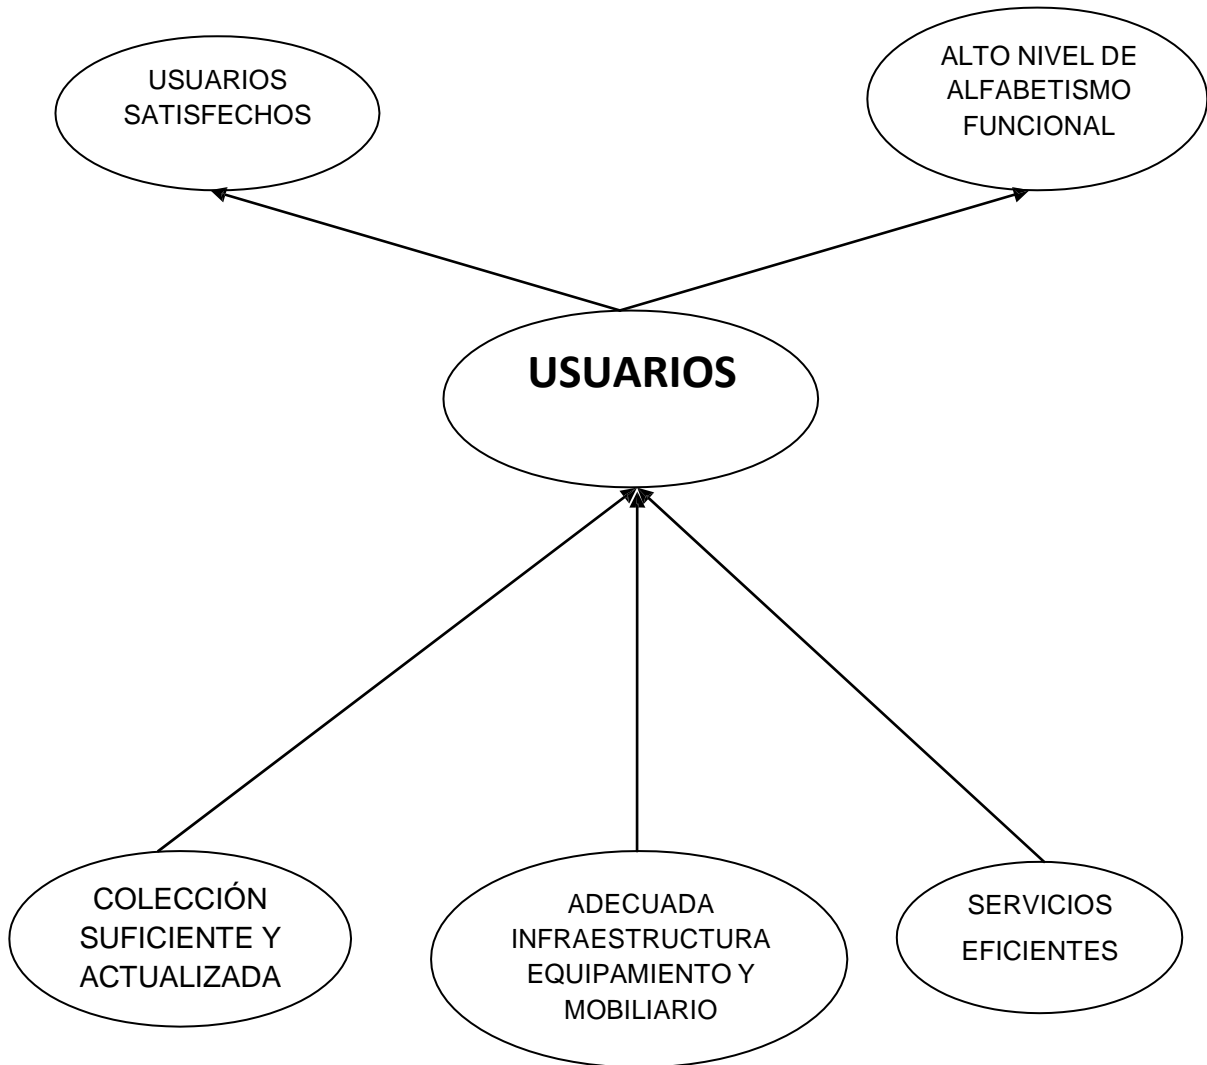 USUARIOS
SATISFECHOS
ALTO NIVEL DE
ALFABETISMO
FUNCIONAL
USUARIOS
COLECCIÓN
SUFICIENTE Y
ACTUALIZADA
ADECUADA
INFRAESTRUCTURA
EQUIPAMIENTO Y
MOBILIARIO
SERVICIOS
EFICIENTES